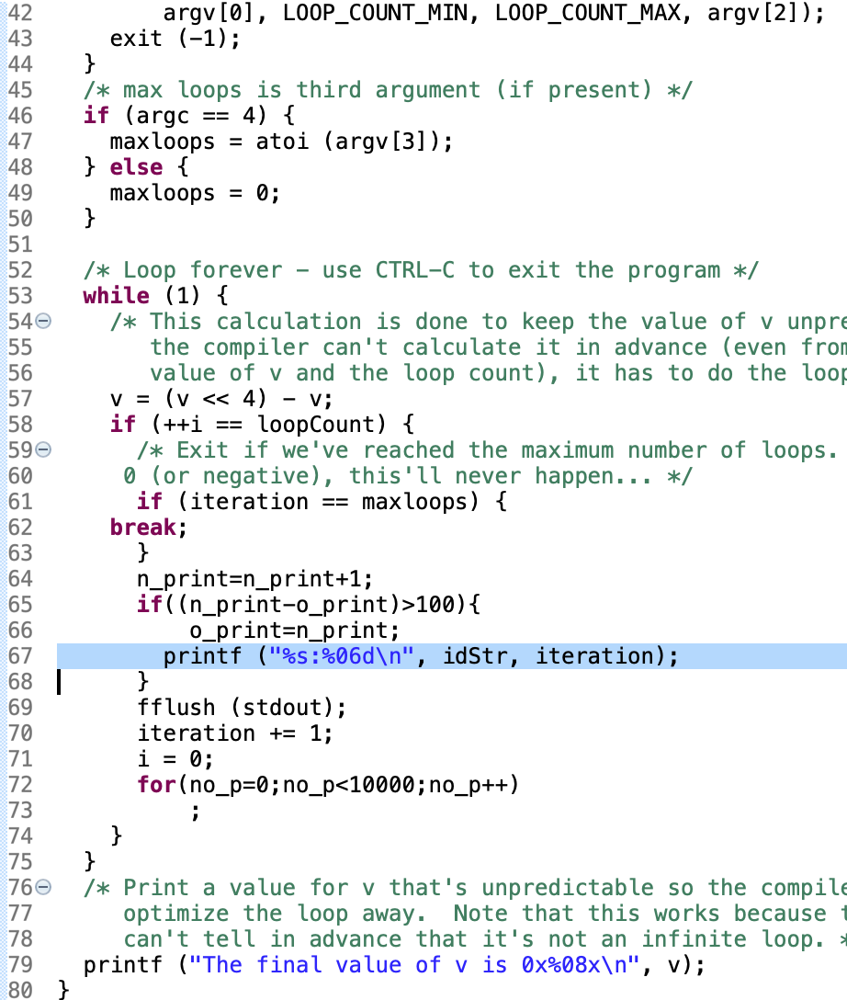 42 argv[0], LOOP_COUNT_MIN, LOOP_COUNT_MAX, argv[2]);
43 exit (-1);
44 }
45 /* max loops is third argument (if present) */
46 if (argc == 4) {
47 maxloops = atoi (argv[3]);
48 } else {
49 maxloops = 0;
50 }
51
52 /* Loop forever - use CTRL-C to exit the program */
53 while (1) {
54 /* This calculation is done to keep the value of v unpre
55 the compiler can't calculate it in advance (even from
56 value of v and the loop count), it has to do the loop
57 v = (v << 4) - v;
58 if (++i == loopCount) {
59 /* Exit if we've reached the maximum number of loops.
60 0 (or negative), this'll never happen... */
61 if (iteration == maxloops) {
62 break;
63 }
64 n_print=n_print+1;
65 if((n_print-o_print)>100){
66 o_print=n_print;
67 printf ("%s:%06d\n", idStr, iteration);
68 }
69 fflush (stdout);
70 iteration += 1;
71 i = 0;
72 for(no_p=0;no_p<10000;no_p++)
73 ;
74 }
75 }
76 /* Print a value for v that's unpredictable so the compile
77 optimize the loop away.  Note that this works because t
78 can't tell in advance that it's not an infinite loop. *
79 printf ("The final value of v is 0x%08x\n", v);
80 }